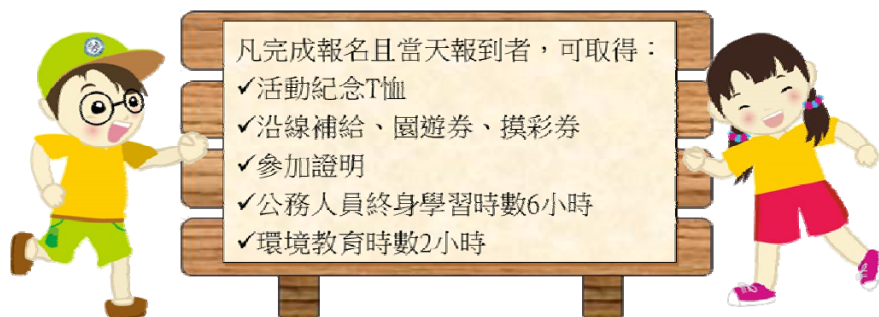 凡完成報名且當天報到者，可取得：
✓活動紀念T恤
✓沿線補給、園遊券、摸彩券
✓參加證明
✓公務人員終身學習時數6小時
✓環境教育時數2小時